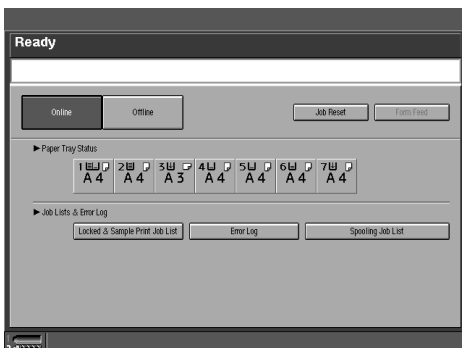 Ready
Online Offline Job Reset Form Feed
▶ Paper Tray Status
1 2 3 4 5 6 7
A4 A4 A3 A4 A4 A4 A4
▶ Job Lists & Error Log
Locked & Sample Print Job List Error Log Spooling Job List